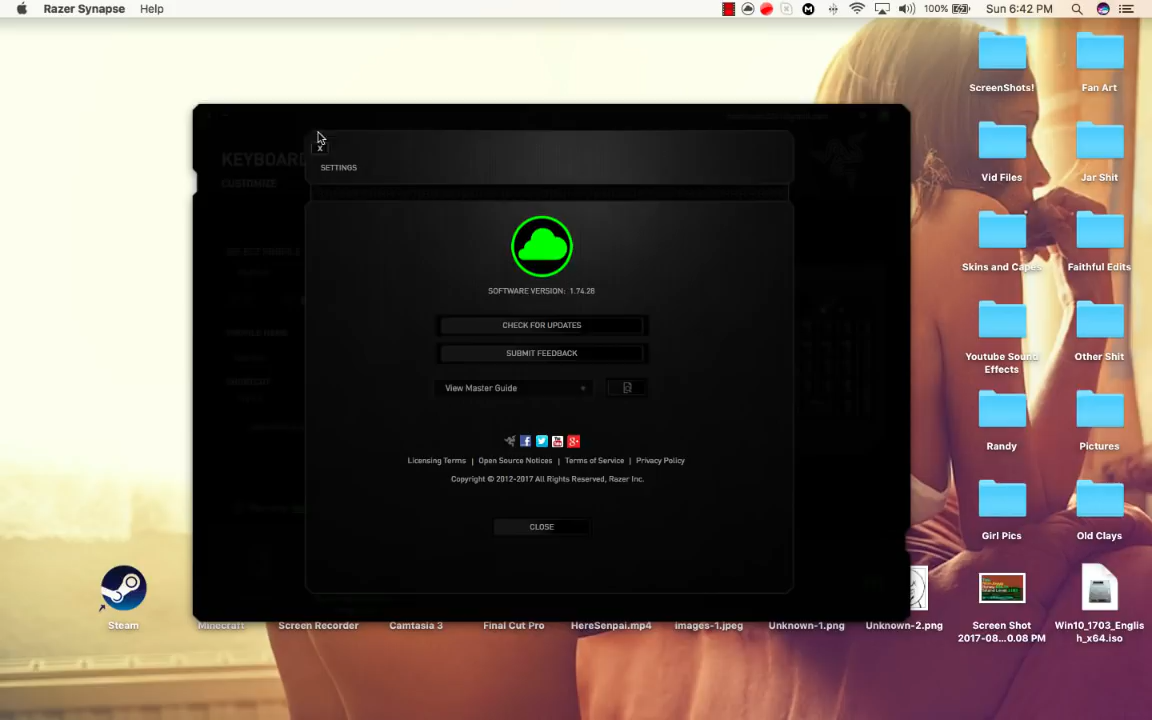 Razer Synapse Help 100% Sun 6:42 PM
ScreenShots!
Fan Art
KEYBOARD
x
SETTINGS
CUSTOMIZE
Vid Files
Jar Shit
Skins and Capes
Faithful Edits
SOFTWARE VERSION: 1.74.28
CHECK FOR UPDATES
SUBMIT FEEDBACK
Youtube Sound
Effects
Other Shit
View Master Guide
Randy
Pictures
Licensing Terms | Open Source Notices | Terms of Service | Privacy Policy
Copyright © 2012-2017 All Rights Reserved, Razer Inc.
CLOSE
Girl Pics
Old Clays
Steam
Minecraft
Screen Recorder
Camtasia 3
Final Cut Pro
HereSenpai.mp4
images-1.jpeg
Unknown-1.png
Unknown-2.png
Screen Shot
2017-08...0.08 PM
Win10_1703_Englis
h_x64.iso